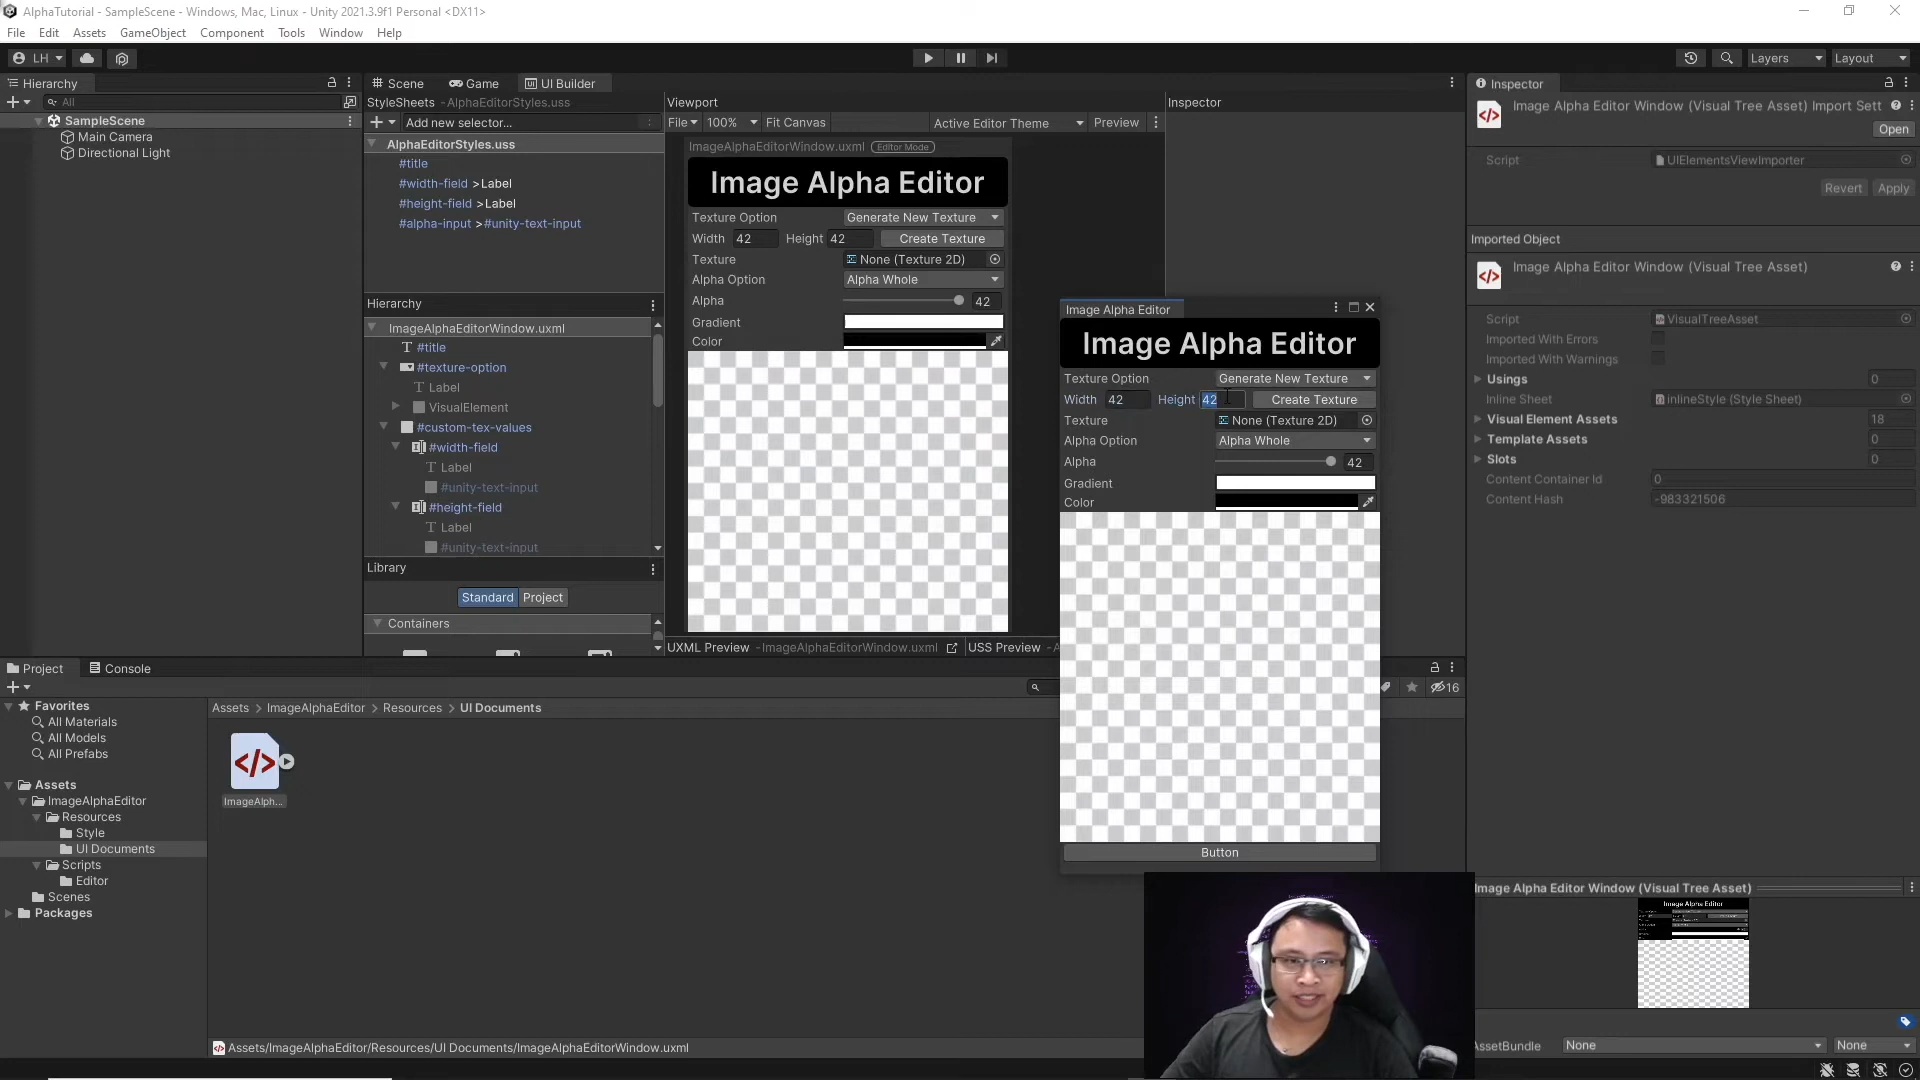 AlphaTutorial - SampleScene - Windows, Mac, Linux - Unity 2021.3.9f1 Personal <DX11>
File Edit Assets GameObject Component Tools Window Help
LH
Layers Layout
Hierarchy
All
SampleScene
Main Camera
Directional Light
Scene Game UI Builder
StyleSheets - AlphaEditorStyles.uss
Add new selector...
AlphaEditorStyles.uss
#title
#width-field > Label
#height-field > Label
#alpha-input > #unity-text-input
Hierarchy
ImageAlphaEditorWindow.uxml
#title
#texture-option
Label
VisualElement
#custom-tex-values
#width-field
Label
#unity-text-input
#height-field
Label
#unity-text-input
Library
Standard Project
Containers
Viewport
File 100% Fit Canvas Active Editor Theme Preview
ImageAlphaEditorWindow.uxml Editor Mode
Image Alpha Editor
Texture Option Generate New Texture
Width 42 Height 42 Create Texture
Texture None (Texture 2D)
Alpha Option Alpha Whole
Alpha 42
Gradient
Color
UXML Preview - ImageAlphaEditorWindow.uxml USS Preview
Inspector
Image Alpha Editor
Image Alpha Editor
Texture Option Generate New Texture
Width 42 Height 42 Create Texture
Texture None (Texture 2D)
Alpha Option Alpha Whole
Alpha 42
Gradient
Color
Button
Inspector
Image Alpha Editor Window (Visual Tree Asset) Import Sett
Open
Script UIElementsViewImporter
Revert Apply
Imported Object
Image Alpha Editor Window (Visual Tree Asset)
Script VisualTreeAsset
Imported With Errors
Imported With Warnings
Usings 0
Inline Sheet inlineStyle (Style Sheet)
Visual Element Assets 18
Template Assets 0
Slots 0
Content Container Id 0
Content Hash -983321506
Image Alpha Editor Window (Visual Tree Asset)
Image Alpha Editor
AssetBundle None None
Project Console
16
Favorites
All Materials
All Models
All Prefabs
Assets
ImageAlphaEditor
Resources
Style
UI Documents
Scripts
Editor
Scenes
Packages
Assets > ImageAlphaEditor > Resources > UI Documents
ImageAlph...
Assets/ImageAlphaEditor/Resources/UI Documents/ImageAlphaEditorWindow.uxml